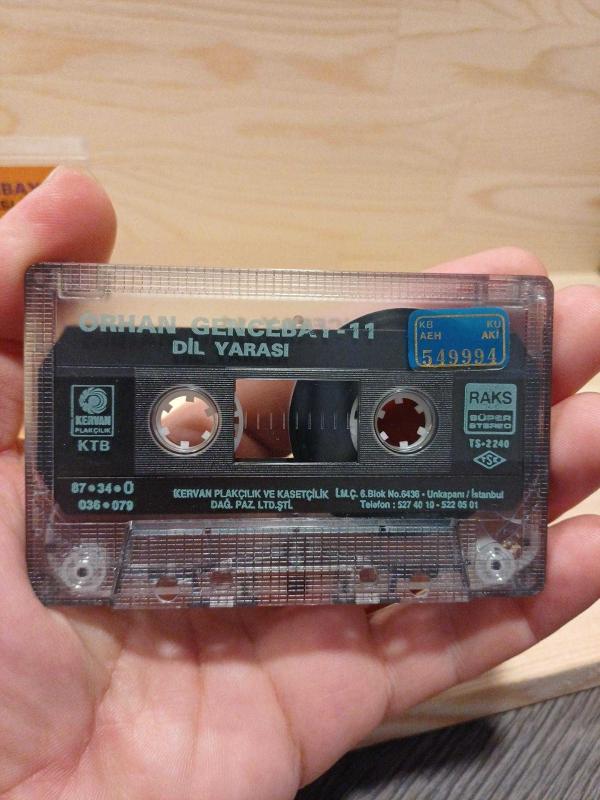 BAY
ORHAN GENCEBAY-11
DİL YARASI
KB KU
AEH AKİ
549994
KERVAN
PLAKÇILIK
KTB
RAKS
SÜPER
STEREO
TS•2240
TSE
87•34•Ü
036•079
KERVAN PLAKÇILIK VE KASETÇİLİK
DAĞ. PAZ. LTD.ŞTİ.
İ.M.Ç. 6.Blok No.6436 • Unkapanı / İstanbul
Telefon : 527 40 10 - 522 05 01